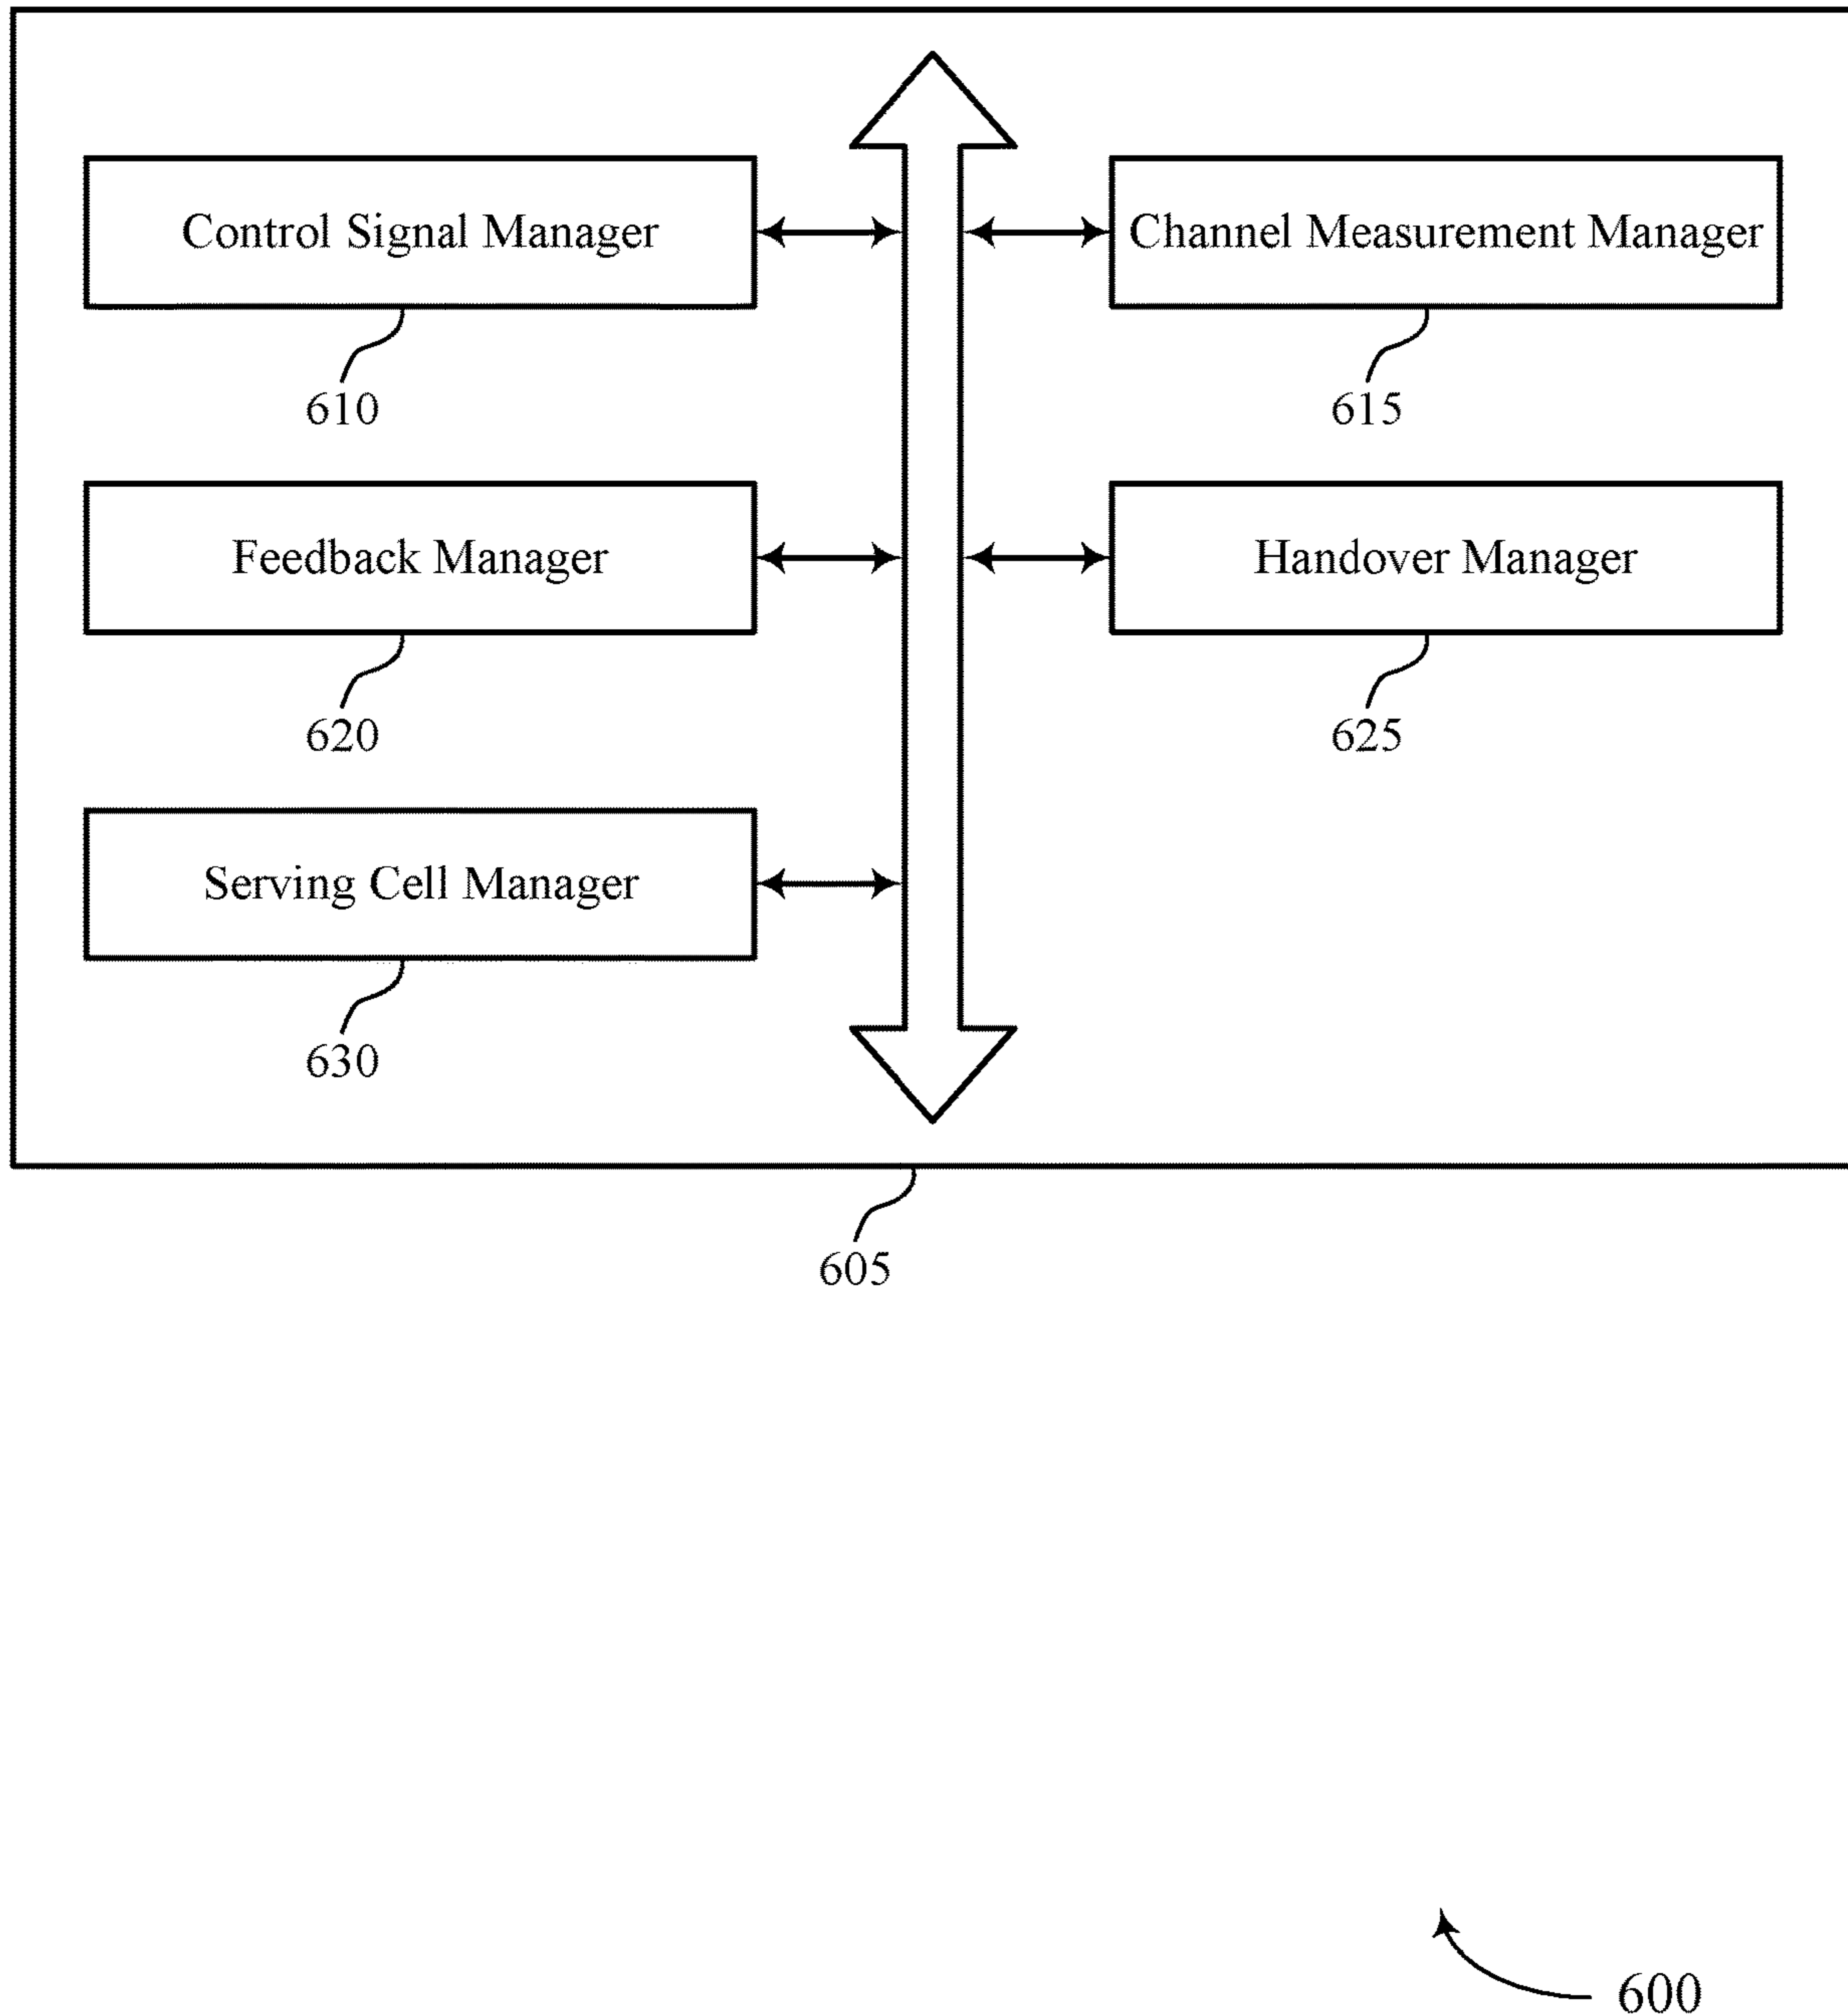 Control Signal Manager
Channel Measurement Manager
610
615
Feedback Manager
Handover Manager
620
625
Serving Cell Manager
630
605
600